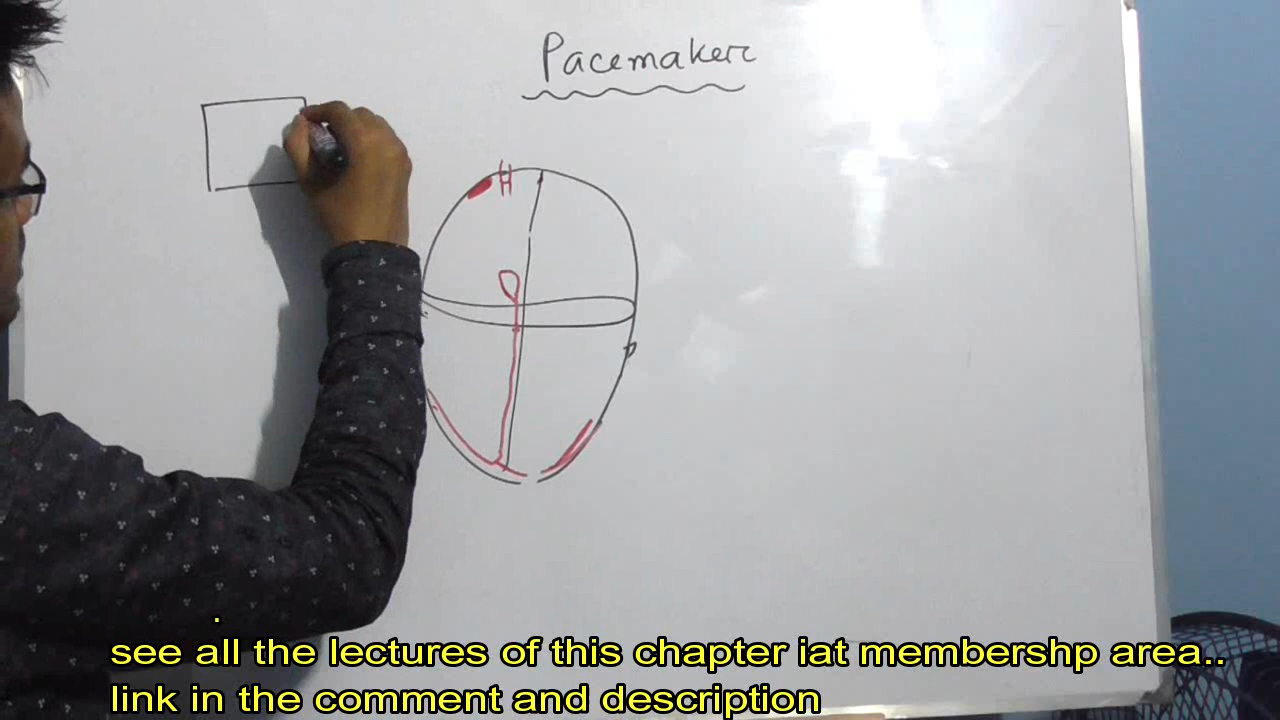 Pacemaker
.
see all the lectures of this chapter iat membershp area..
link in the comment and description